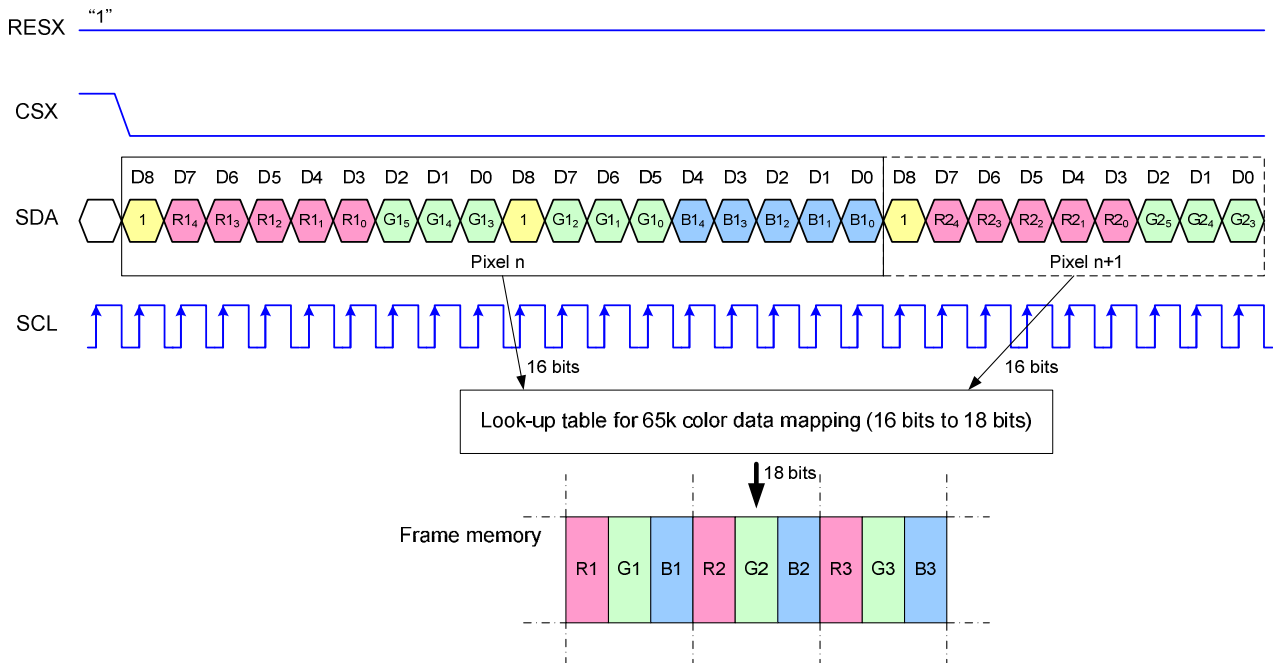 RESX “1”
CSX
D8 D7 D6 D5 D4 D3 D2 D1 D0 D8 D7 D6 D5 D4 D3 D2 D1 D0 D8 D7 D6 D5 D4 D3 D2 D1 D0
SDA 1 R1₄ R1₃ R1₂ R1₁ R1₀ G1₅ G1₄ G1₃ 1 G1₂ G1₁ G1₀ B1₄ B1₃ B1₂ B1₁ B1₀ 1 R2₄ R2₃ R2₂ R2₁ R2₀ G2₅ G2₄ G2₃
Pixel n Pixel n+1
SCL
16 bits 16 bits
Look-up table for 65k color data mapping (16 bits to 18 bits)
18 bits
Frame memory
R1 G1 B1 R2 G2 B2 R3 G3 B3